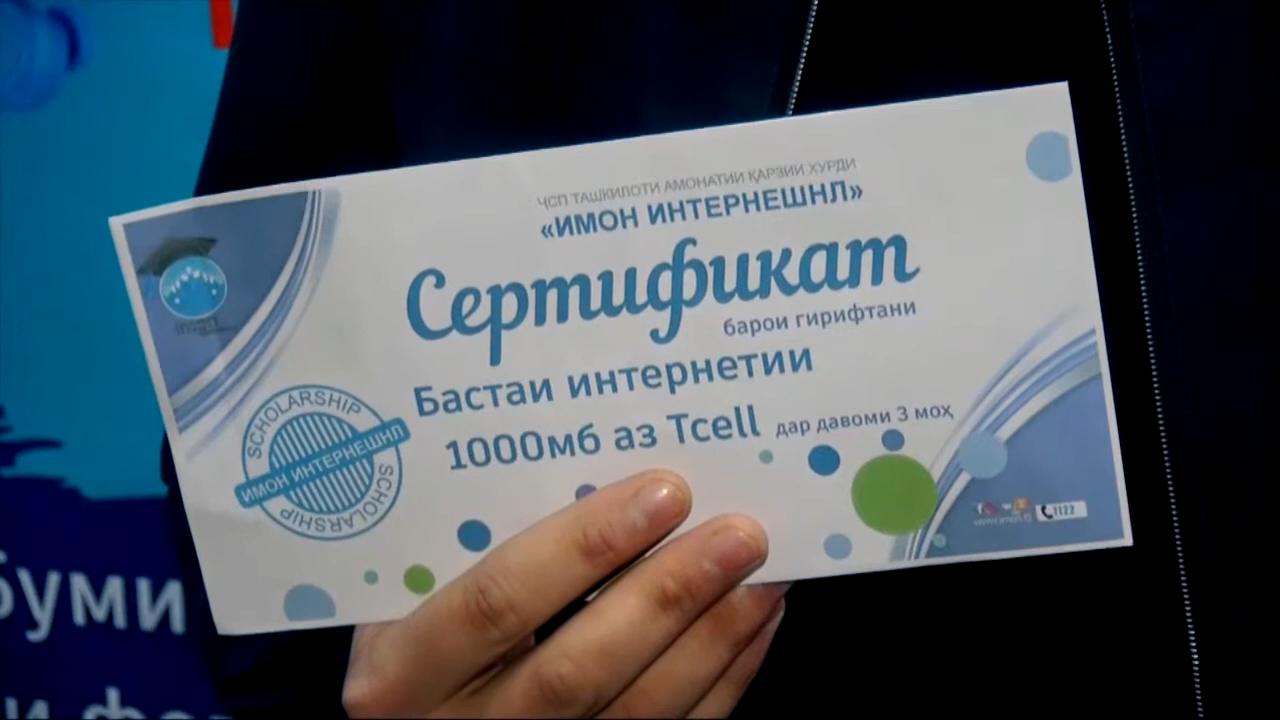 ҶСП ТАШКИЛОТИ АМОНАТИИ ҚАРЗИИ ХУРДИ
«ИМОН ИНТЕРНЕШНЛ»
Сертификат
барои гирифтани
Бастаи интернетии
1000мб аз Tcell дар давоми 3 моҳ
SCHOLARSHIP
ИМОН ИНТЕРНЕШНЛ
SCHOLARSHIP
1122
буми